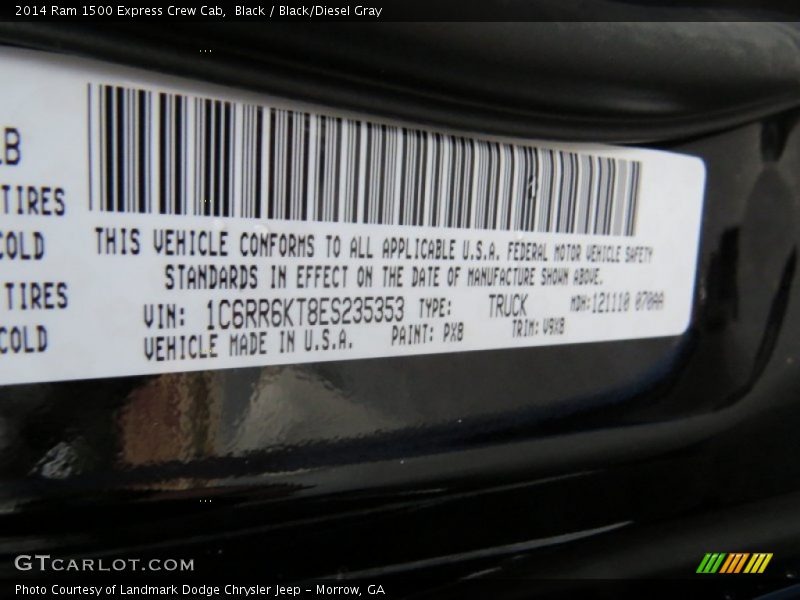 2014 Ram 1500 Express Crew Cab,  Black / Black/Diesel Gray
LB
TIRES
COLD
TIRES
COLD
THIS VEHICLE CONFORMS TO ALL APPLICABLE U.S.A. FEDERAL MOTOR VEHICLE SAFETY
STANDARDS IN EFFECT ON THE DATE OF MANUFACTURE SHOWN ABOVE.
VIN: 1C6RR6KT8ES235353 TYPE: TRUCK MDH:121110 070AA
VEHICLE MADE IN U.S.A. PAINT: PX8 TRIM: V9X8
GTCARLOT.COM
Photo Courtesy of Landmark Dodge Chrysler Jeep – Morrow, GA